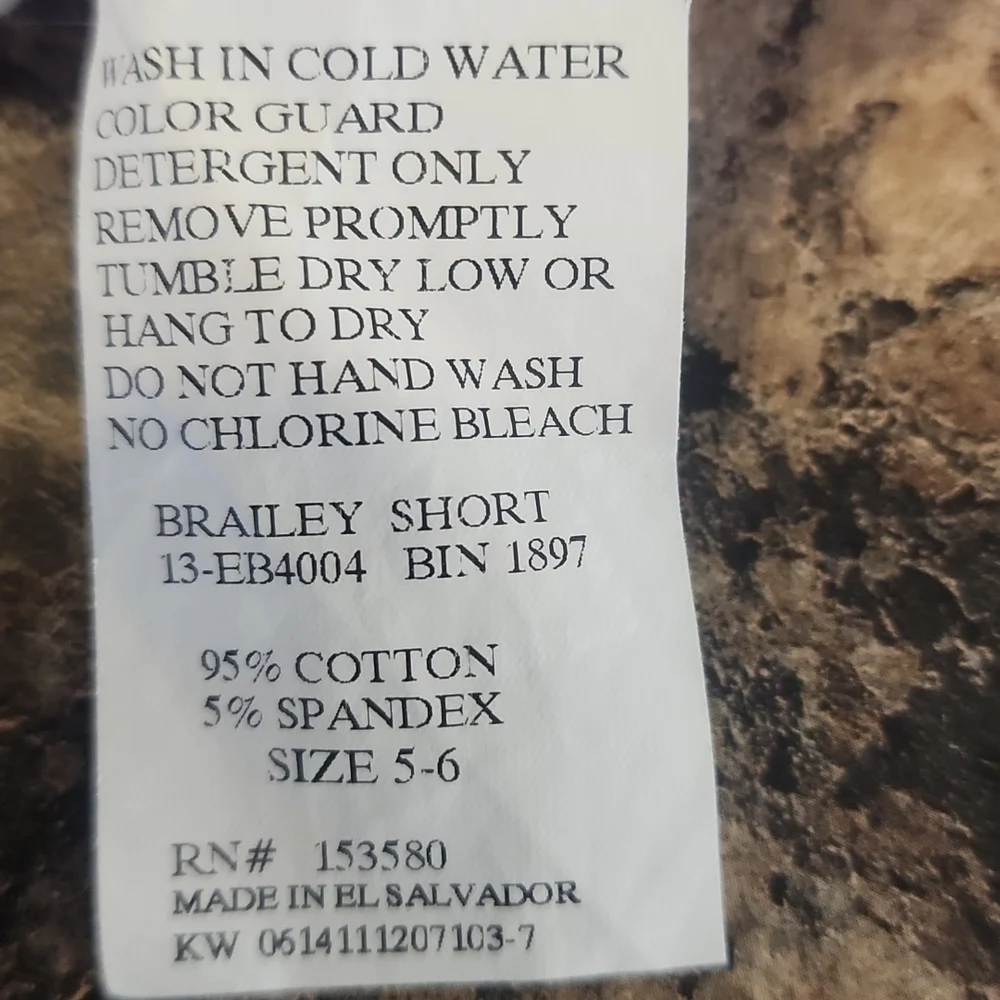 WASH IN COLD WATER
COLOR GUARD
DETERGENT ONLY
REMOVE PROMPTLY
TUMBLE DRY LOW OR
HANG TO DRY
DO NOT HAND WASH
NO CHLORINE BLEACH
BRAILEY SHORT
13-EB4004 BIN 1897
95% COTTON
5% SPANDEX
SIZE 5-6
RN# 153580
MADE IN EL SALVADOR
KW 0614111207103-7